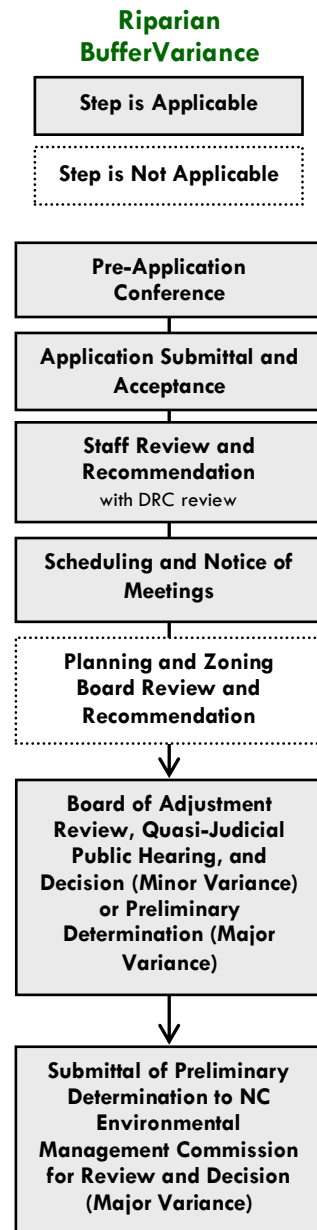 Riparian
BufferVariance
Step is Applicable
Step is Not Applicable
Pre-Application
Conference
Application Submittal and
Acceptance
Staff Review and
Recommendation
with DRC review
Scheduling and Notice of
Meetings
Planning and Zoning
Board Review and
Recommendation
Board of Adjustment
Review, Quasi-Judicial
Public Hearing, and
Decision (Minor Variance)
or Preliminary
Determination (Major
Variance)
Submittal of Preliminary
Determination to NC
Environmental
Management Commission
for Review and Decision
(Major Variance)